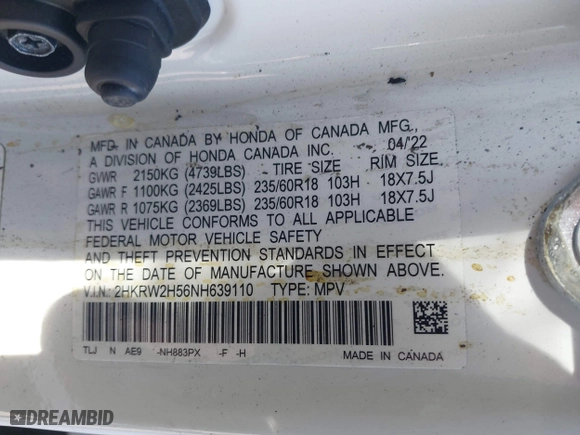 MFD. IN CANADA BY HONDA OF CANADA MFG.,
A DIVISION OF HONDA CANADA INC. 04/22
GVWR 2150KG (4739LBS) TIRE SIZE RIM SIZE
GAWR F 1100KG (2425LBS) 235/60R18 103H 18X7.5J
GAWR R 1075KG (2369LBS) 235/60R18 103H 18X7.5J
THIS VEHICLE CONFORMS TO ALL APPLICABLE
FEDERAL MOTOR VEHICLE SAFETY
AND THEFT PREVENTION STANDARDS IN EFFECT
ON THE DATE OF MANUFACTURE SHOWN ABOVE.
V.I.N.: 2HKRW2H56NH639110 TYPE: MPV
TLJ N AE9 -NH883PX -F -H
MADE IN CANADA
DREAMBID